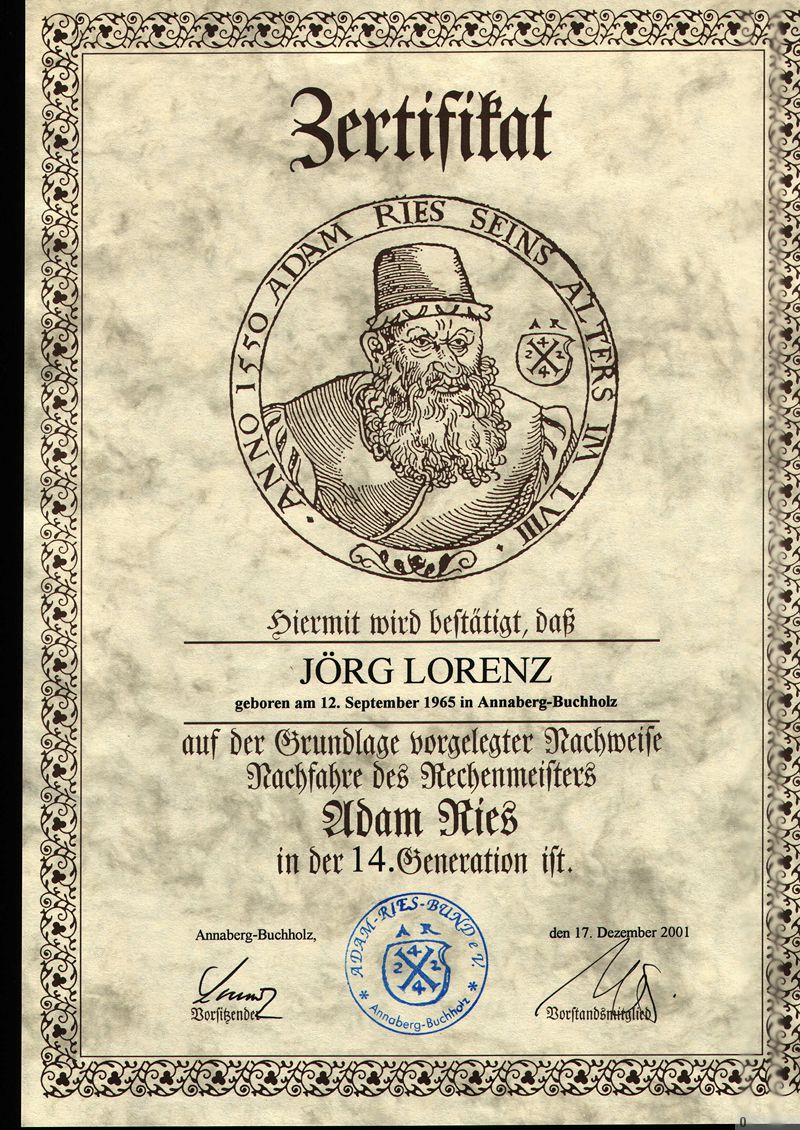 Zertifikat
ANNO 1550 ADAM RIES SEINS ALTERS IM LVIII
A R
4
2 2
4
Hiermit wird bestätigt, daß
JÖRG LORENZ
geboren am 12. September 1965 in Annaberg-Buchholz
auf der Grundlage vorgelegter Nachweise
Nachfahre des Rechenmeisters
Adam Ries
in der 14. Generation ist.
ADAM-RIES-BUND e.V.
A R
4
2 2
4
* Annaberg-Buchholz *
Annaberg-Buchholz,
den 17. Dezember 2001
Vorsitzender
Vorstandsmitglied
0